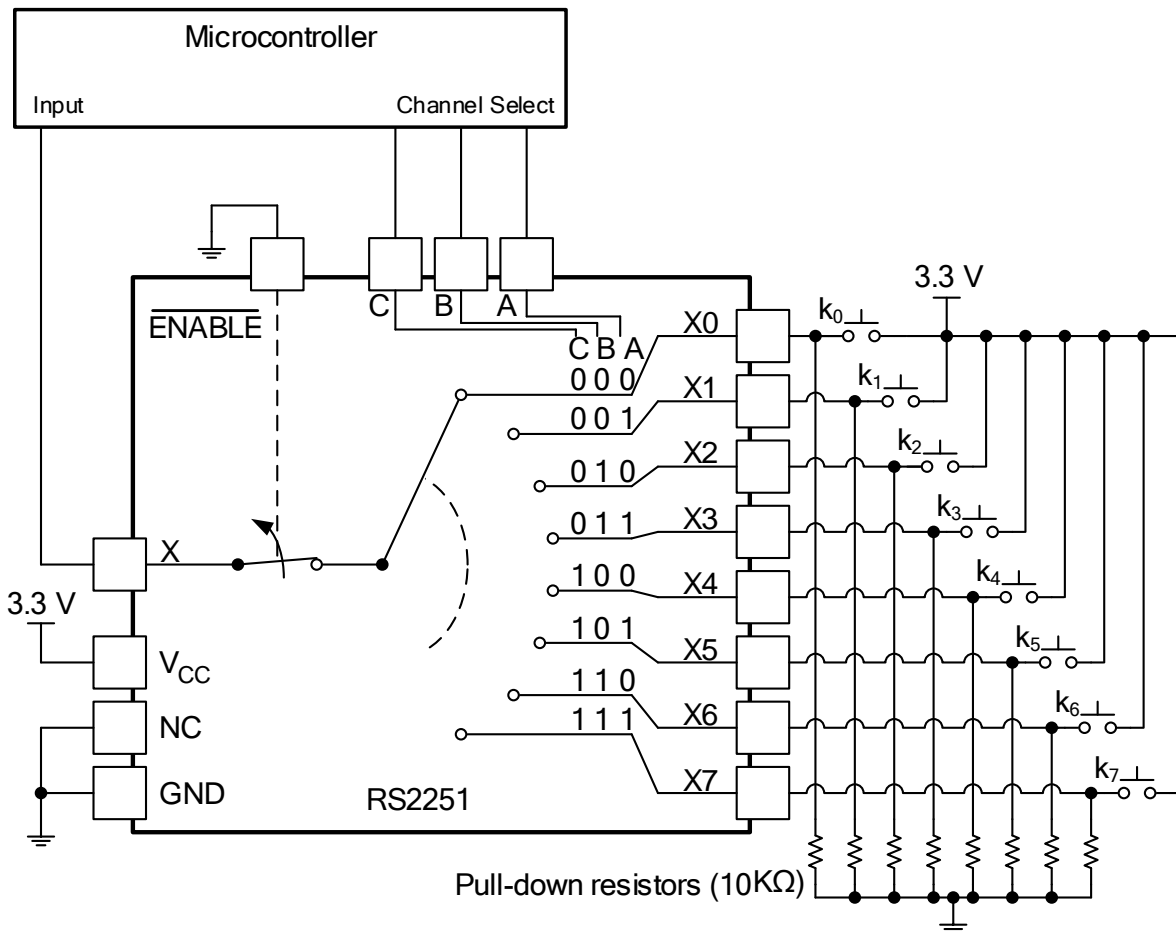 Microcontroller
Input
Channel Select
ENABLE
C
B
A
C B A
0 0 0
0 0 1
0 1 0
0 1 1
1 0 0
1 0 1
1 1 0
1 1 1
X0
X1
X2
X3
X4
X5
X6
X7
3.3 V
k0
k1
k2
k3
k4
k5
k6
k7
X
3.3 V
VCC
NC
GND
RS2251
Pull-down resistors (10KΩ)